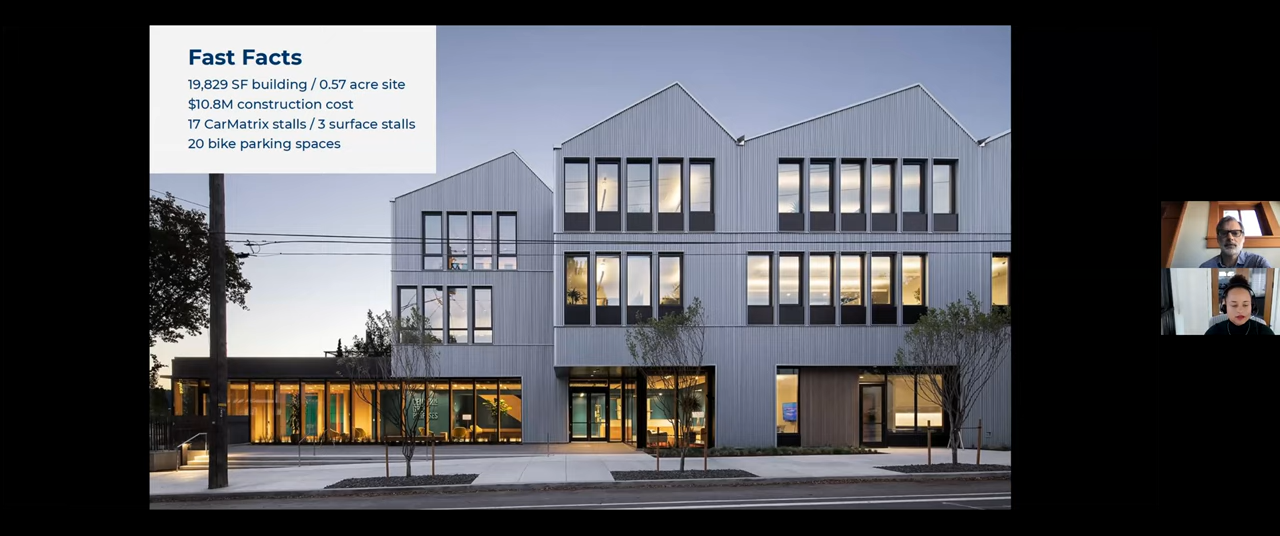 Fast Facts
19,829 SF building / 0.57 acre site
$10.8M construction cost
17 CarMatrix stalls / 3 surface stalls
20 bike parking spaces